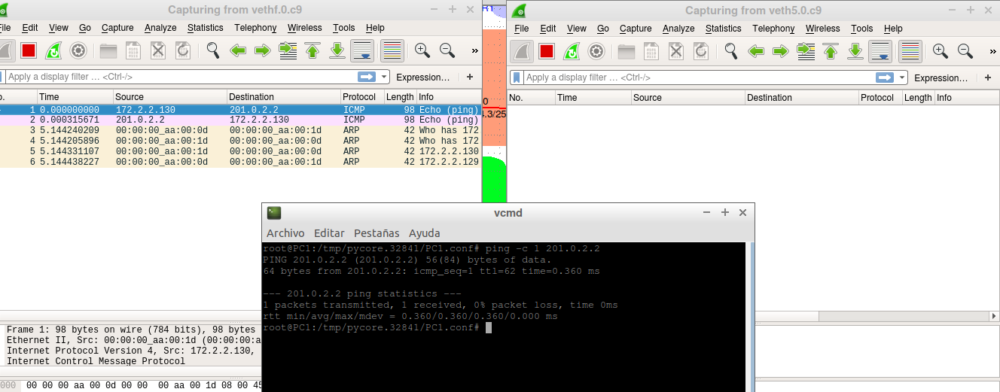 Capturing from vethf.0.c9
File Edit View Go Capture Analyze Statistics Telephony Wireless Tools Help
Apply a display filter … <Ctrl-/> Expression… +
No. Time Source Destination Protocol Length Info
1 0.000000000 172.2.2.130 201.0.2.2 ICMP 98 Echo (ping)
2 0.000315671 201.0.2.2 172.2.2.130 ICMP 98 Echo (ping)
3 5.144240209 00:00:00_aa:00:0d 00:00:00_aa:00:1d ARP 42 Who has 172
4 5.144205896 00:00:00_aa:00:1d 00:00:00_aa:00:0d ARP 42 Who has 172
5 5.144331107 00:00:00_aa:00:1d 00:00:00_aa:00:0d ARP 42 172.2.2.130
6 5.144438227 00:00:00_aa:00:0d 00:00:00_aa:00:1d ARP 42 172.2.2.129
Frame 1: 98 bytes on wire (784 bits), 98 bytes
Ethernet II, Src: 00:00:00_aa:00:1d (00:00:00:a
Internet Protocol Version 4, Src: 172.2.2.130,
Internet Control Message Protocol
000 00 00 00 aa 00 0d 00 00 00 aa 00 1d 08 00 45
R1
0
4.3/25
Capturing from veth5.0.c9
File Edit View Go Capture Analyze Statistics Telephony Wireless Tools Help
Apply a display filter … <Ctrl-/> Expression… +
No. Time Source Destination Protocol Length Info
vcmd
Archivo Editar Pestañas Ayuda
root@PC1:/tmp/pycore.32841/PC1.conf# ping -c 1 201.0.2.2
PING 201.0.2.2 (201.0.2.2) 56(84) bytes of data.
64 bytes from 201.0.2.2: icmp_seq=1 ttl=62 time=0.360 ms
--- 201.0.2.2 ping statistics ---
1 packets transmitted, 1 received, 0% packet loss, time 0ms
rtt min/avg/max/mdev = 0.360/0.360/0.360/0.000 ms
root@PC1:/tmp/pycore.32841/PC1.conf#